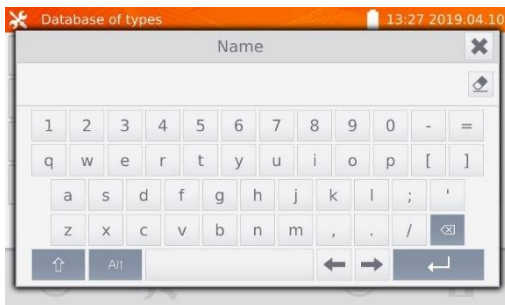 Database of types 13:27 2019.04.10
Name
1 2 3 4 5 6 7 8 9 0 - =
q w e r t y u i o p [ ]
a s d f g h j k l ; '
z x c v b n m , . /
Alt